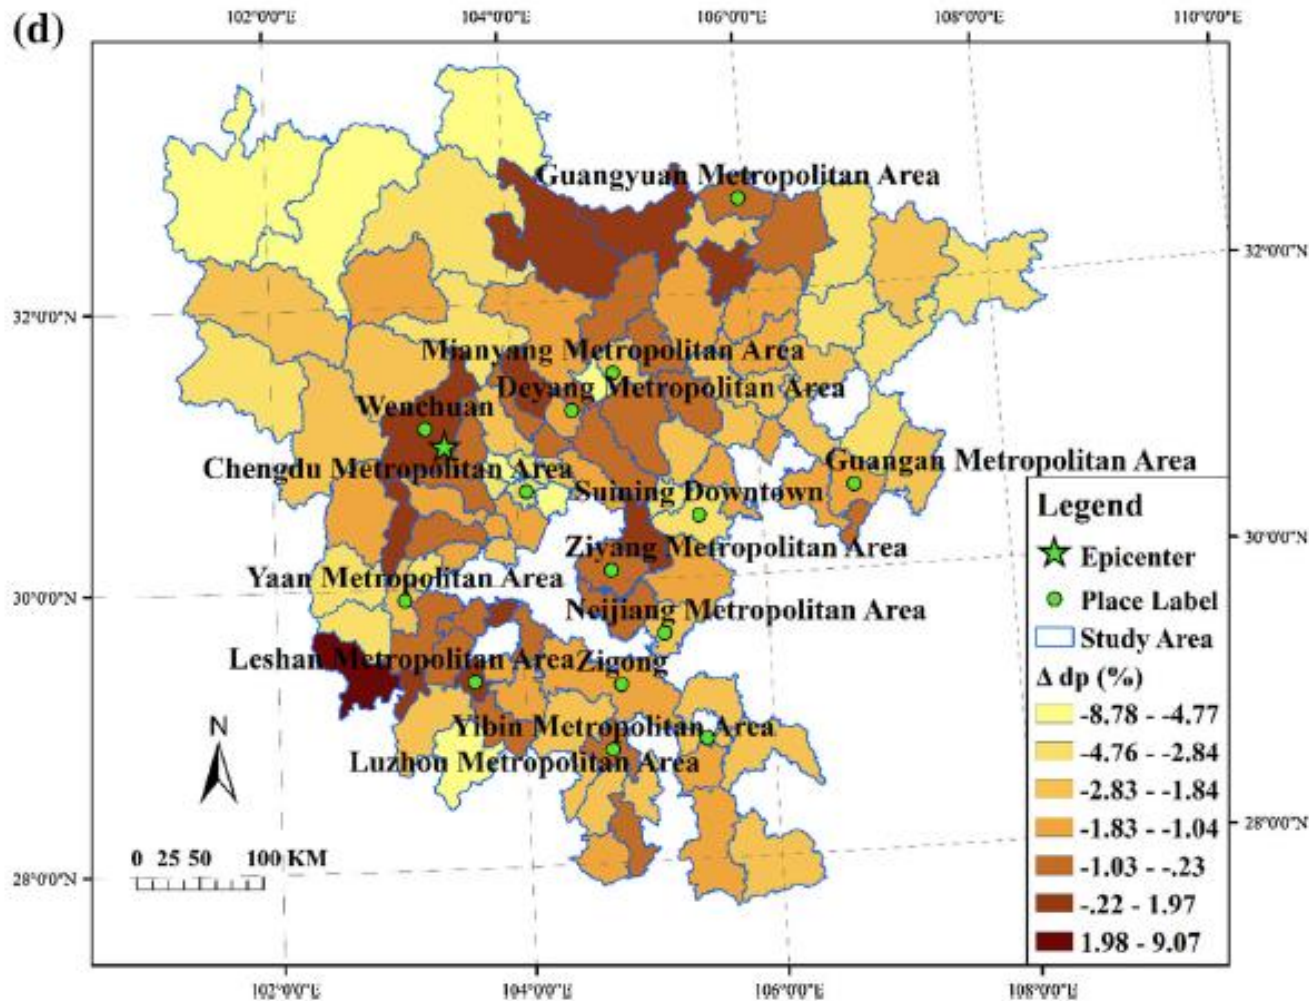 (d)
102°0'0"E 104°0'0"E 106°0'0"E 108°0'0"E 110°0'0"E
Guangyuan Metropolitan Area
32°0'0"N
32°0'0"N
Mianyang Metropolitan Area
Deyang Metropolitan Area
Wenchuan
Chengdu Metropolitan Area
Guangan Metropolitan Area
Suining Downtown
30°0'0"N
Ziyang Metropolitan Area
Yaan Metropolitan Area
30°0'0"N
Neijiang Metropolitan Area
Leshan Metropolitan Area Zigong
Yibin Metropolitan Area
Luzhou Metropolitan Area
28°0'0"N
28°0'0"N
N
0 25 50 100 KM
Legend
Epicenter
Place Label
Study Area
Δ dp (%)
-8.78 - -4.77
-4.76 - -2.84
-2.83 - -1.84
-1.83 - -1.04
-1.03 - -.23
-.22 - 1.97
1.98 - 9.07
102°0'0"E 104°0'0"E 106°0'0"E 108°0'0"E